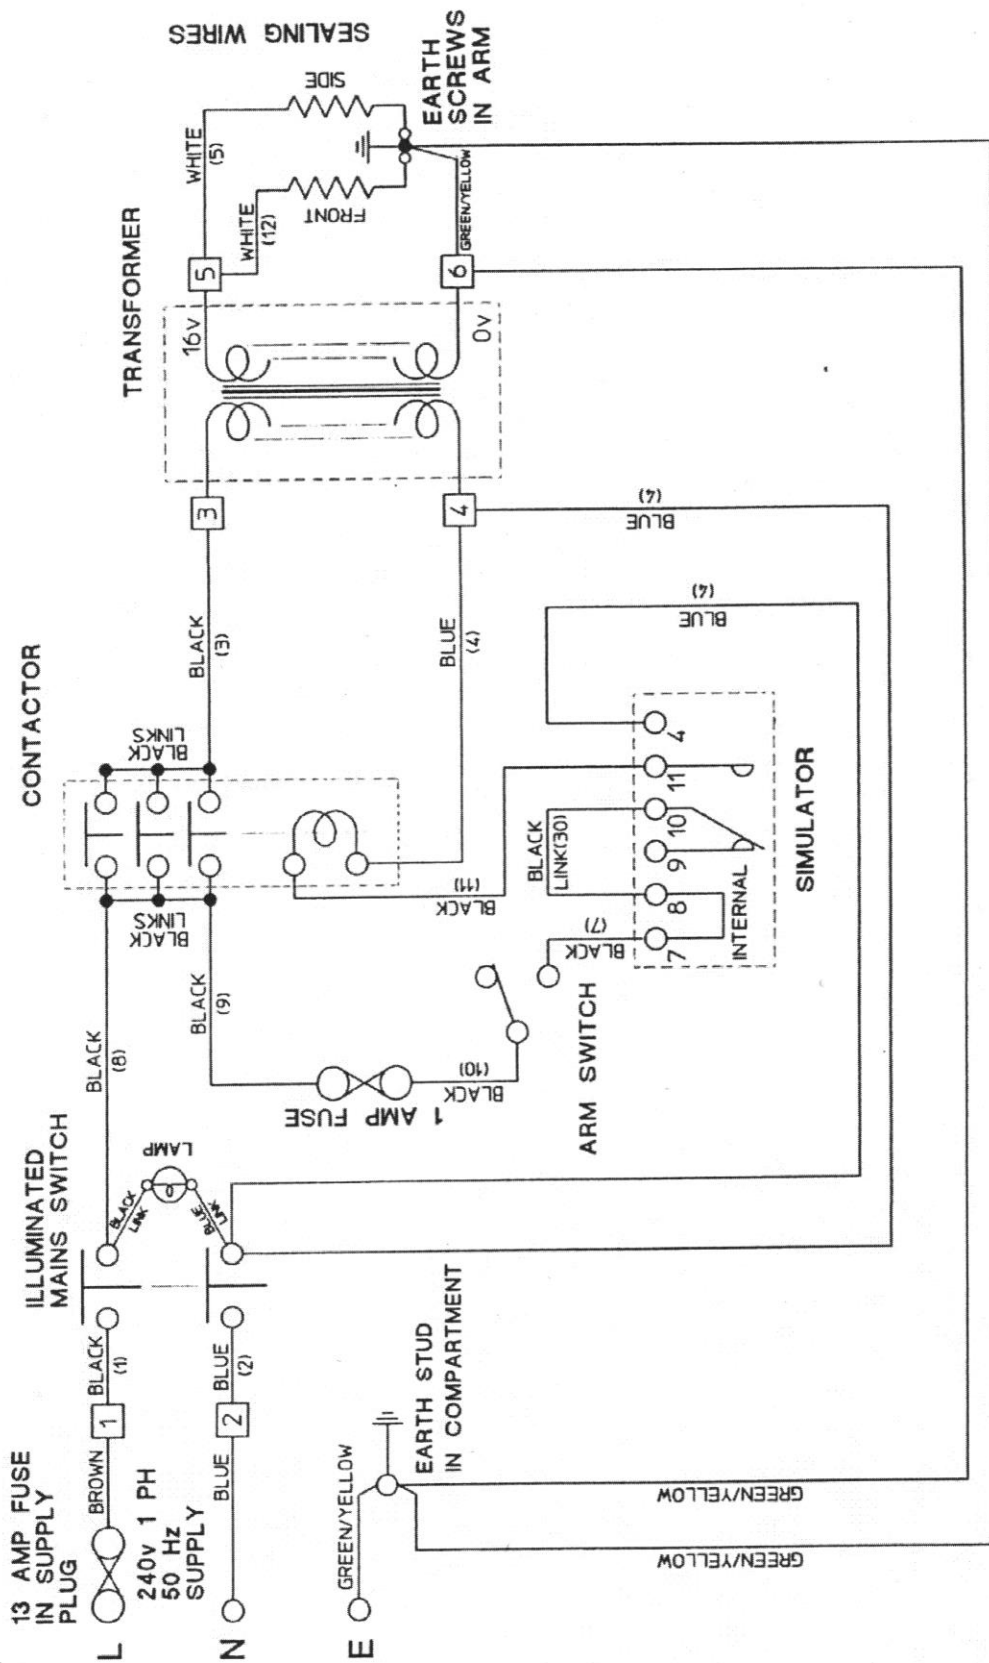 13 AMP FUSE
IN SUPPLY
PLUG
L
BROWN
1
BLACK
(1)
240v 1 PH
50 Hz
SUPPLY
N
BLUE
2
BLUE
(2)
E
GREEN/YELLOW
EARTH STUD
IN COMPARTMENT
GREEN/YELLOW
GREEN/YELLOW
ILLUMINATED
MAINS SWITCH
BLACK
LINK
LAMP
BLUE
LINK
BLACK
(8)
BLACK
(9)
1 AMP FUSE
BLACK
(10)
ARM SWITCH
BLACK
(7)
CONTACTOR
BLACK
LINKS
BLACK
LINKS
BLACK
(11)
BLACK
LINK(30)
7
8
9
10
11
4
INTERNAL
SIMULATOR
BLACK
(3)
BLUE
(4)
BLUE
(4)
BLUE
(4)
TRANSFORMER
3
4
16v
0v
5
6
WHITE
(5)
WHITE
(12)
FRONT
SIDE
GREEN/YELLOW
SEALING WIRES
EARTH
SCREWS
IN ARM